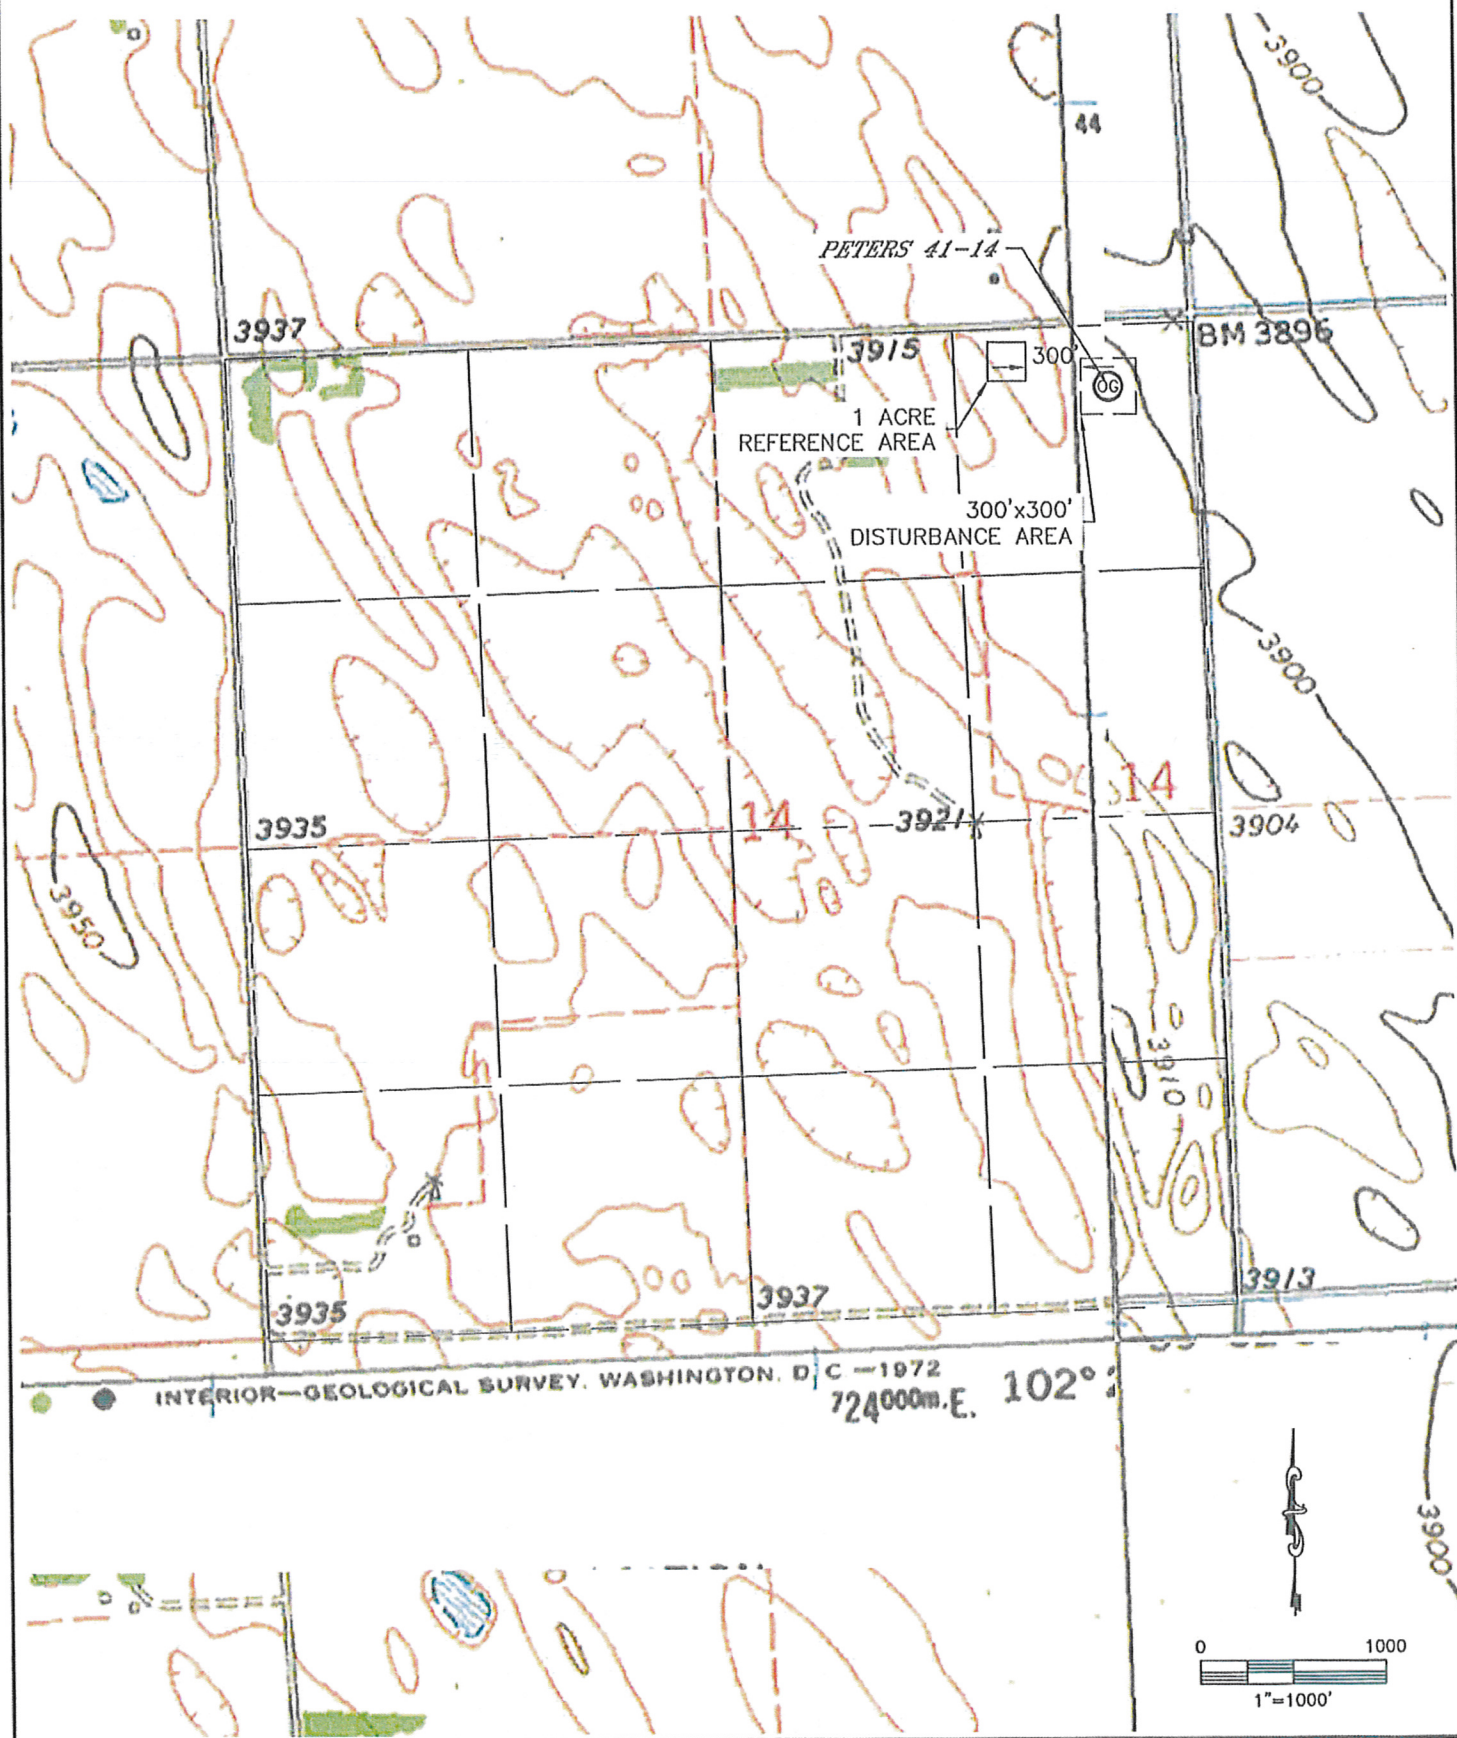 3900
44
PETERS 41-14
3937
3915
300'
BM 3896
OG
1 ACRE
REFERENCE AREA
300'x300'
DISTURBANCE AREA
3900
14
3935
14
3921
3904
3950
3910
3913
3935
3937
INTERIOR—GEOLOGICAL SURVEY, WASHINGTON, D C —1972
724000m.E.
102°
3900
0 1000
1"=1000'